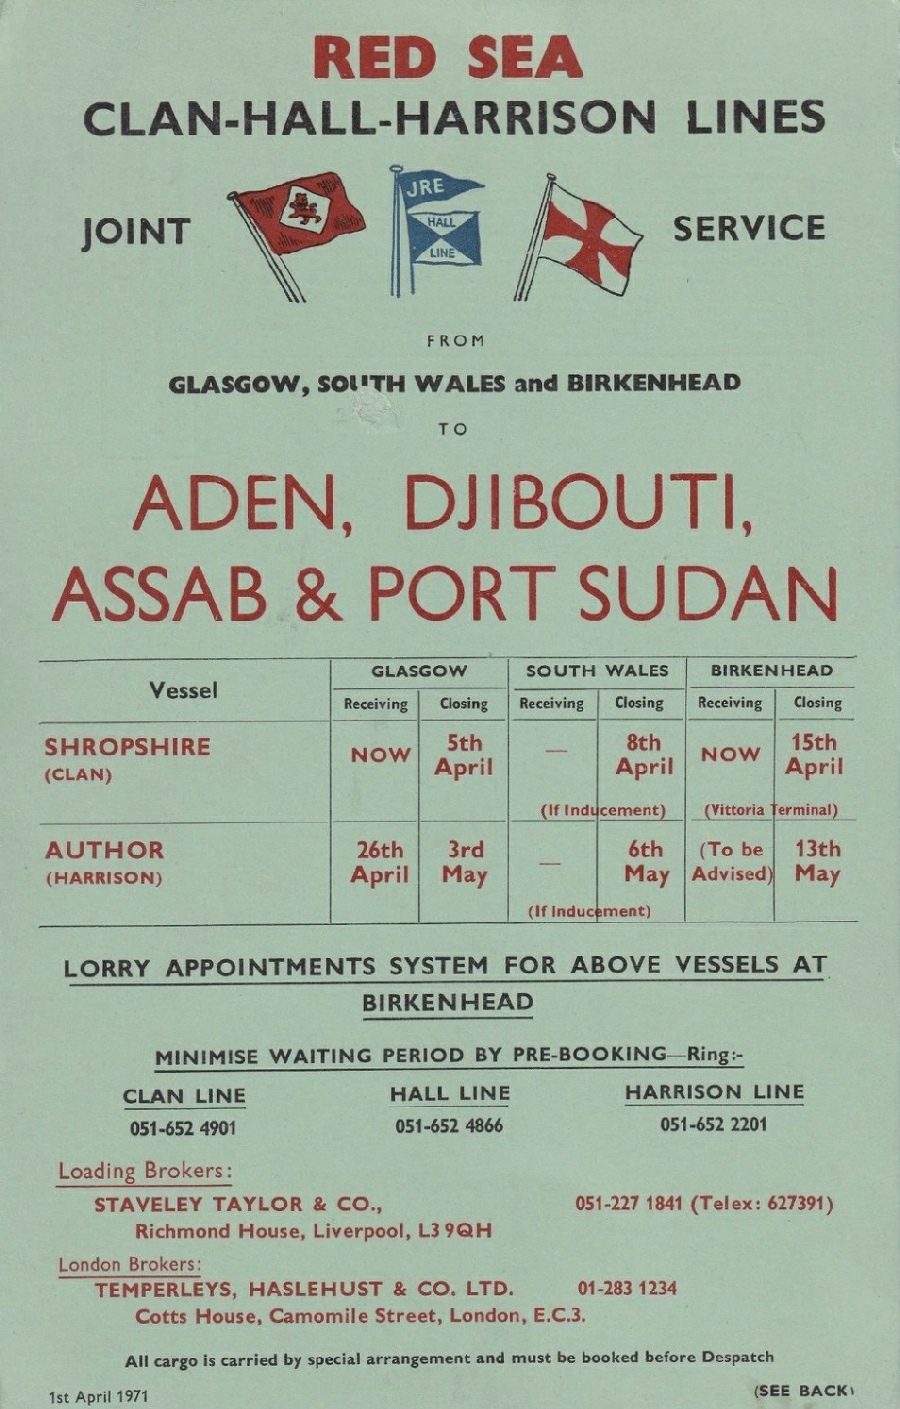 RED SEA
CLAN-HALL-HARRISON LINES
JOINT
JRE
HALL
LINE
SERVICE
FROM
GLASGOW, SOUTH WALES and BIRKENHEAD
TO
ADEN, DJIBOUTI,
ASSAB & PORT SUDAN
Vessel GLASGOW SOUTH WALES BIRKENHEAD
Receiving Closing Receiving Closing Receiving Closing
SHROPSHIRE NOW 5th April — 8th April NOW 15th April
(CLAN) (If Inducement) (Vittoria Terminal)
AUTHOR 26th April 3rd May — 6th May (To be Advised) 13th May
(HARRISON) (If Inducement)
LORRY APPOINTMENTS SYSTEM FOR ABOVE VESSELS AT
BIRKENHEAD
MINIMISE WAITING PERIOD BY PRE-BOOKING—Ring:-
CLAN LINE HALL LINE HARRISON LINE
051-652 4901 051-652 4866 051-652 2201
Loading Brokers:
STAVELEY TAYLOR & CO., 051-227 1841 (Telex: 627391)
Richmond House, Liverpool, L3 9QH
London Brokers:
TEMPERLEYS, HASLEHUST & CO. LTD. 01-283 1234
Cotts House, Camomile Street, London, E.C.3.
All cargo is carried by special arrangement and must be booked before Despatch
1st April 1971 (SEE BACK)